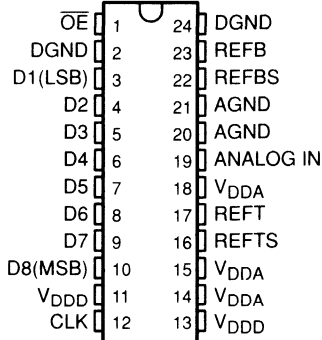 O̅E̅ 1 24 DGND
DGND 2 23 REFB
D1(LSB) 3 22 REFBS
D2 4 21 AGND
D3 5 20 AGND
D4 6 19 ANALOG IN
D5 7 18 VDDA
D6 8 17 REFT
D7 9 16 REFTS
D8(MSB) 10 15 VDDA
VDDD 11 14 VDDA
CLK 12 13 VDDD